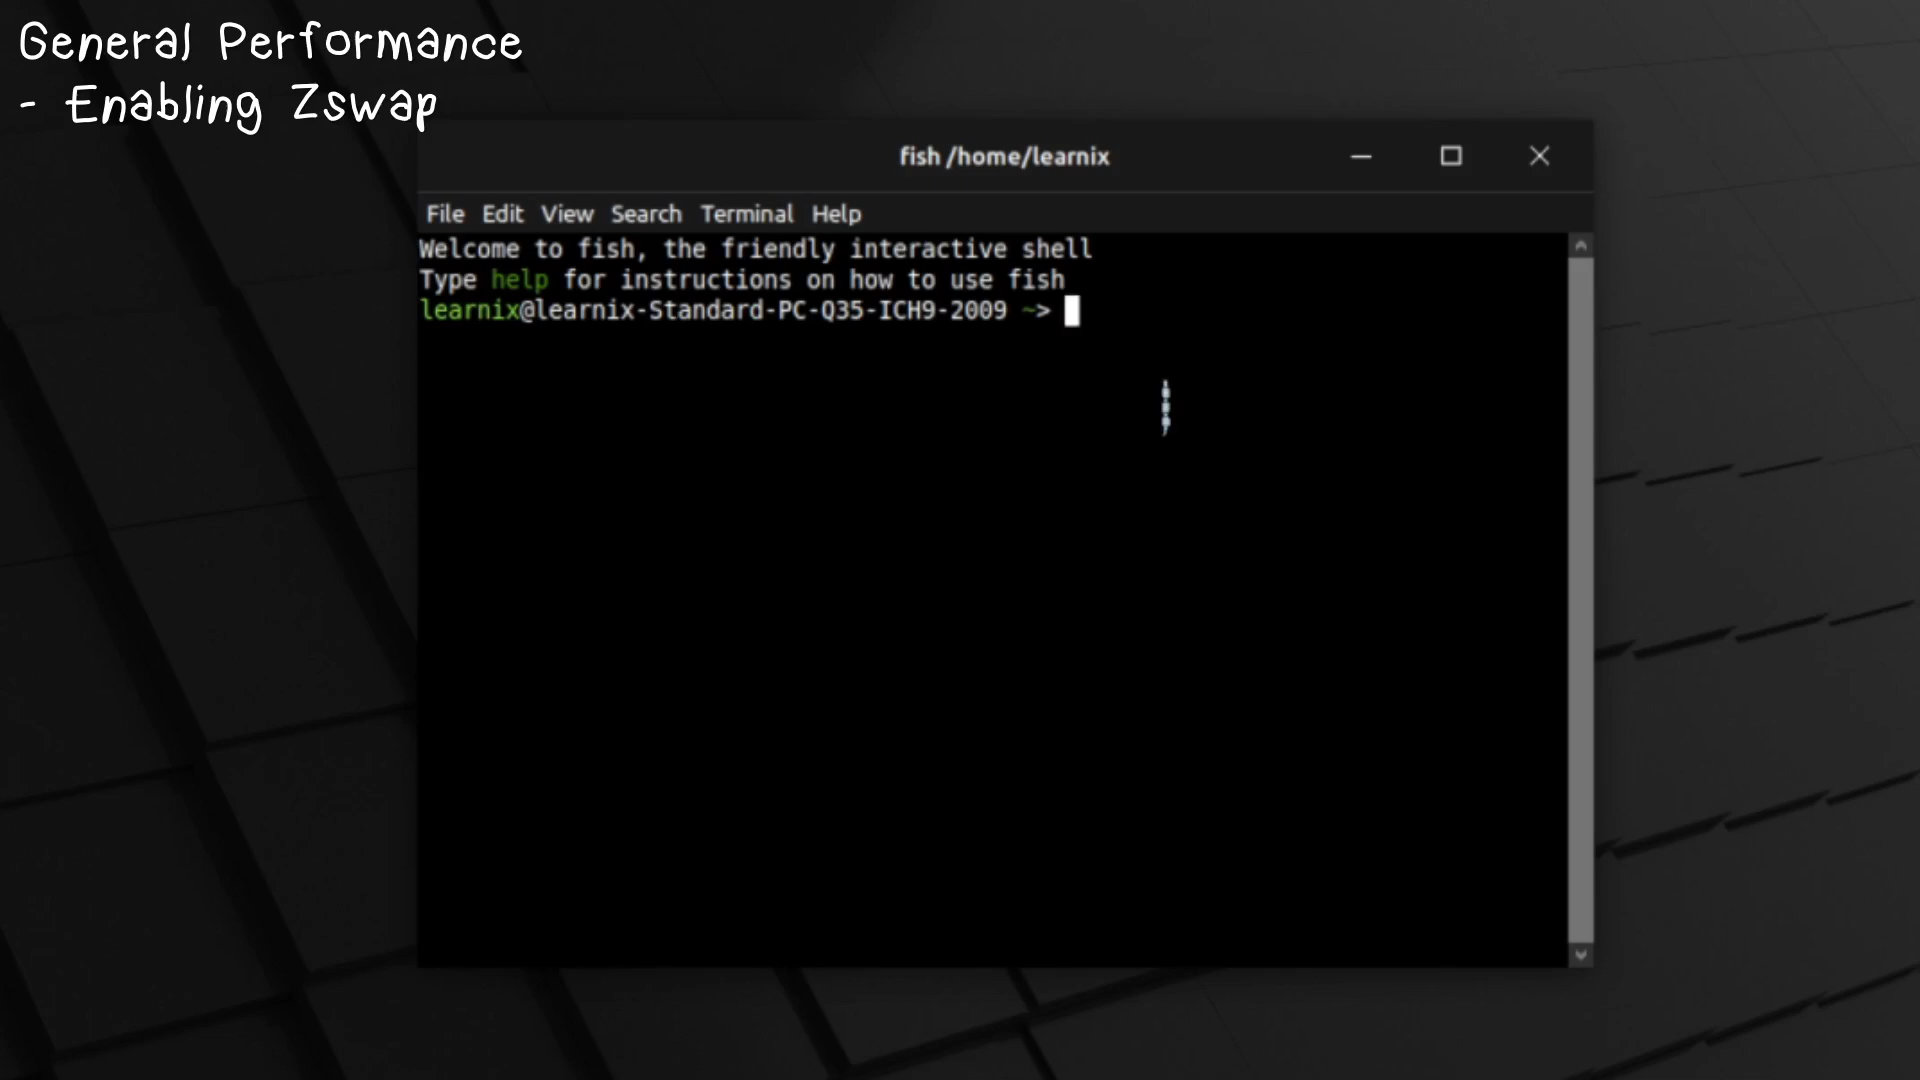 General Performance
- Enabling Zswap
fish /home/learnix
File Edit View Search Terminal Help
Welcome to fish, the friendly interactive shell
Type help for instructions on how to use fish
learnix@learnix-Standard-PC-Q35-ICH9-2009 ~>